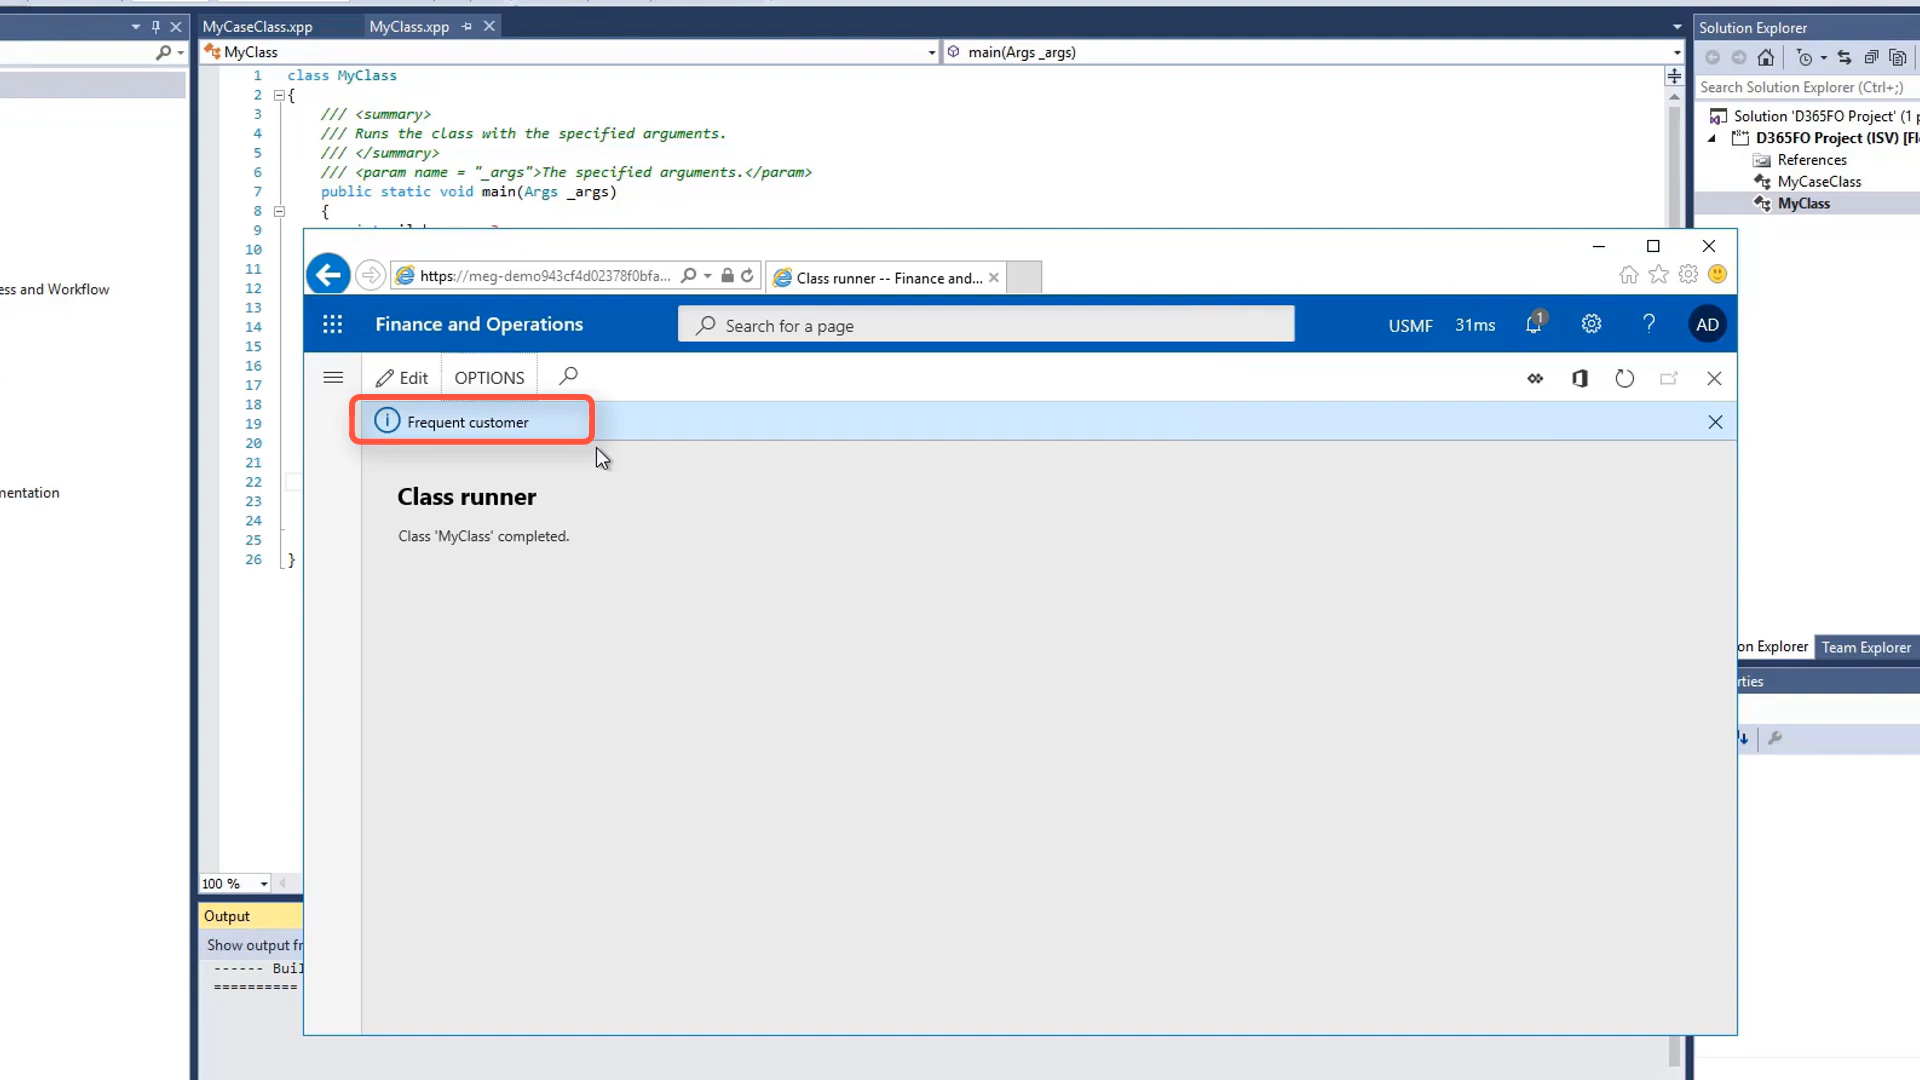 MyCaseClass.xpp
MyClass.xpp
MyClass
main(Args _args)
1 class MyClass
2 {
3 /// <summary>
4 /// Runs the class with the specified arguments.
5 /// </summary>
6 /// <param name = "_args">The specified arguments.</param>
7 public static void main(Args _args)
8 {
9
10
11
12
13
14
15
16
17
18
19
20
21
22
23
24
25
26 }
ess and Workflow
mentation
https://meg-demo943cf4d02378f0bfa...
Class runner -- Finance and...
Finance and Operations
Search for a page
USMF
31ms
1
?
AD
Edit
OPTIONS
Frequent customer
Class runner
Class 'MyClass' completed.
100 %
Output
Show output fr
------ Buil
==========
Solution Explorer
Search Solution Explorer (Ctrl+;)
Solution 'D365FO Project' (1 p
D365FO Project (ISV) [Fl
References
MyCaseClass
MyClass
on Explorer
Team Explorer
rties